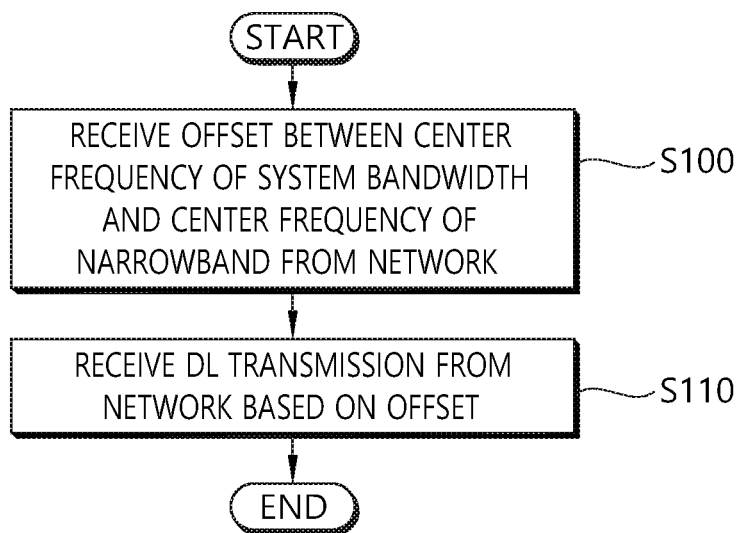 START
RECEIVE OFFSET BETWEEN CENTER
FREQUENCY OF SYSTEM BANDWIDTH
AND CENTER FREQUENCY OF
NARROWBAND FROM NETWORK
S100
RECEIVE DL TRANSMISSION FROM
NETWORK BASED ON OFFSET
S110
END